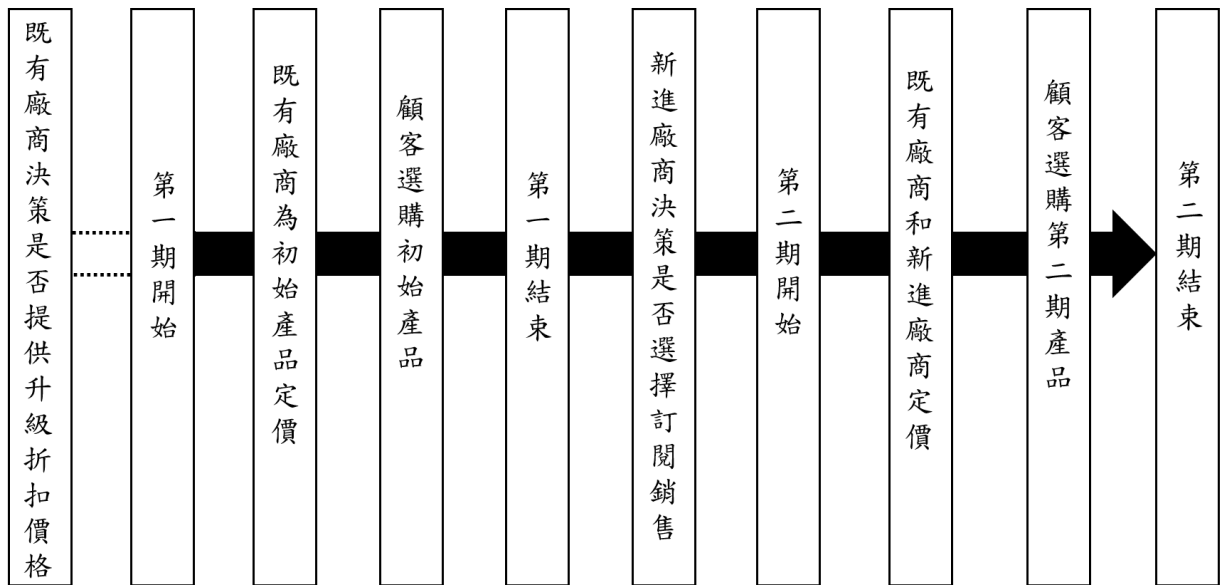 既有廠商決策是否提供升級折扣價格
第一期開始
既有廠商為初始產品定價
顧客選購初始產品
第一期結束
新進廠商決策是否選擇訂閱銷售
第二期開始
既有廠商和新進廠商定價
顧客選購第二期產品
第二期結束